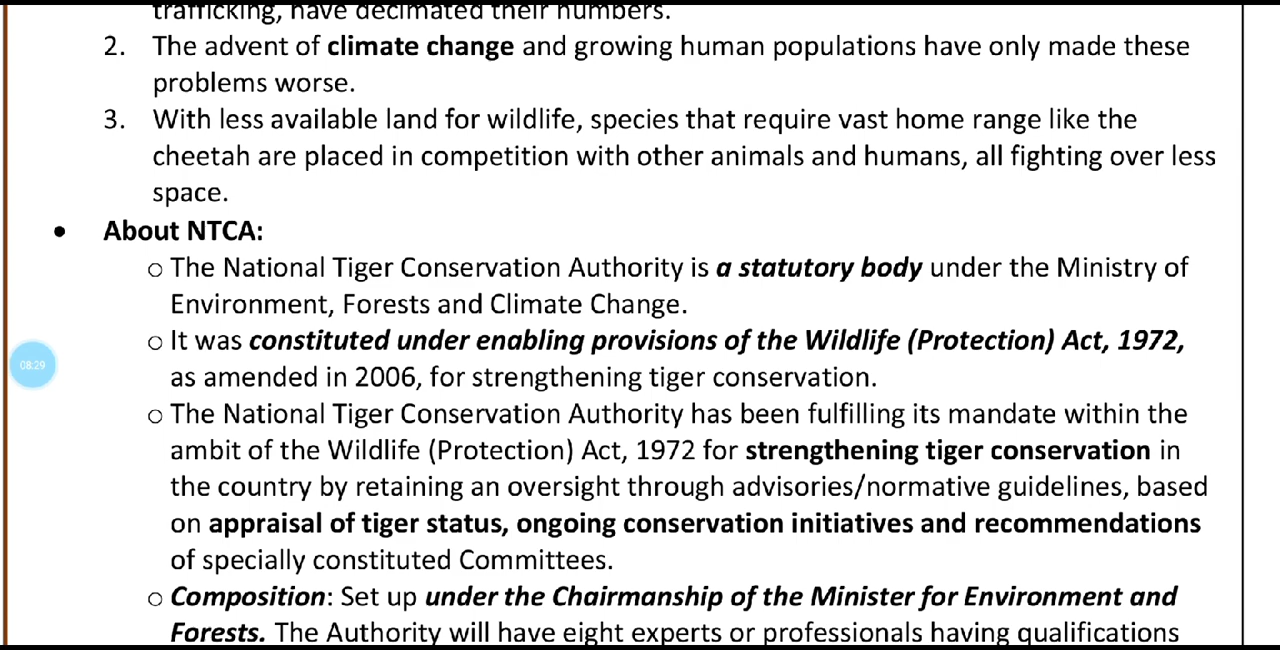 trafficking, have decimated their numbers.
2. The advent of climate change and growing human populations have only made these
problems worse.
3. With less available land for wildlife, species that require vast home range like the
cheetah are placed in competition with other animals and humans, all fighting over less
space.
• About NTCA:
○ The National Tiger Conservation Authority is a statutory body under the Ministry of
Environment, Forests and Climate Change.
○ It was constituted under enabling provisions of the Wildlife (Protection) Act, 1972,
08:29
as amended in 2006, for strengthening tiger conservation.
○ The National Tiger Conservation Authority has been fulfilling its mandate within the
ambit of the Wildlife (Protection) Act, 1972 for strengthening tiger conservation in
the country by retaining an oversight through advisories/normative guidelines, based
on appraisal of tiger status, ongoing conservation initiatives and recommendations
of specially constituted Committees.
○ Composition: Set up under the Chairmanship of the Minister for Environment and
Forests. The Authority will have eight experts or professionals having qualifications